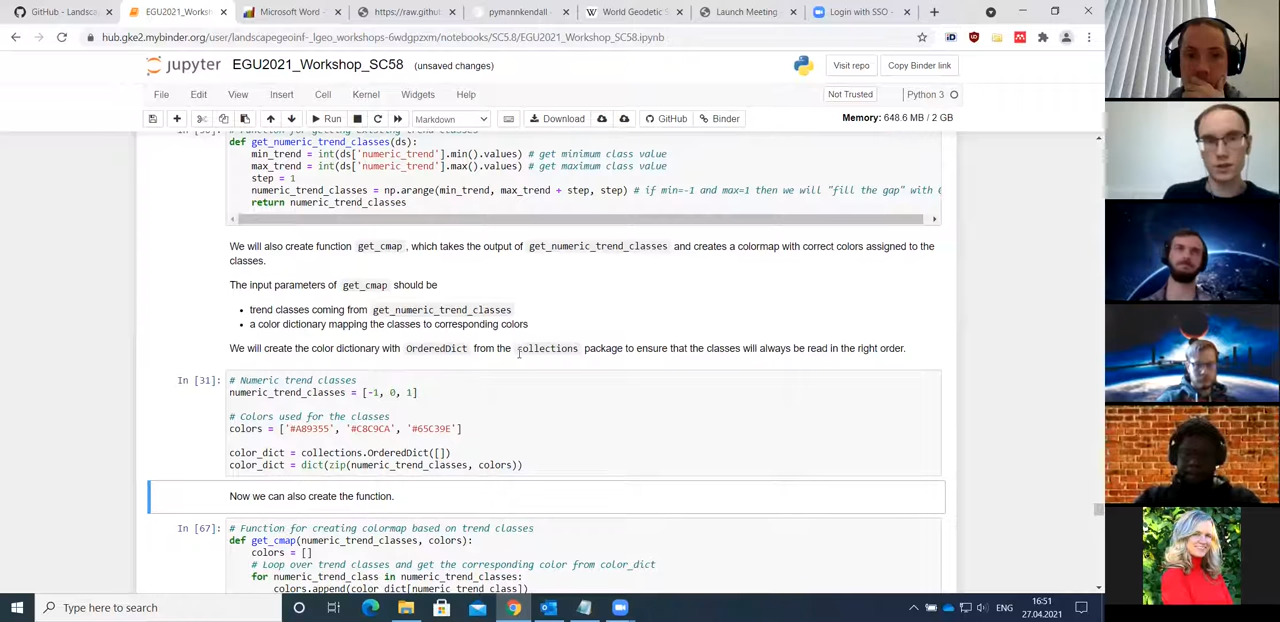 GitHub - Landsca
EGU2021_Worksh
Microsoft Word -
https://raw.githu
pymannkendall
World Geodetic S
Launch Meeting
Login with SSO -
hub.gke2.mybinder.org/user/landscapegeoinf-_lgeo_workshops-6wdgpzxm/notebooks/SC5.8/EGU2021_Workshop_SC58.ipynb
jupyter EGU2021_Workshop_SC58 (unsaved changes)
Visit repo Copy Binder link
File Edit View Insert Cell Kernel Widgets Help Not Trusted Python 3
Run Markdown Download GitHub Binder Memory: 648.6 MB / 2 GB
def get_numeric_trend_classes(ds):
min_trend = int(ds['numeric_trend'].min().values) # get minimum class value
max_trend = int(ds['numeric_trend'].max().values) # get maximum class value
step = 1
numeric_trend_classes = np.arange(min_trend, max_trend + step, step) # if min=-1 and max=1 then we will "fill the gap" with
return numeric_trend_classes
We will also create function get_cmap , which takes the output of get_numeric_trend_classes and creates a colormap with correct colors assigned to the
classes.
The input parameters of get_cmap should be
• trend classes coming from get_numeric_trend_classes
• a color dictionary mapping the classes to corresponding colors
We will create the color dictionary with OrderedDict from the collections package to ensure that the classes will always be read in the right order.
In [31]: # Numeric trend classes
numeric_trend_classes = [-1, 0, 1]
# Colors used for the classes
colors = ['#A89355', '#C8C9CA', '#65C39E']
color_dict = collections.OrderedDict([])
color_dict = dict(zip(numeric_trend_classes, colors))
Now we can also create the function.
In [67]: # Function for creating colormap based on trend classes
def get_cmap(numeric_trend_classes, colors):
colors = []
# Loop over trend classes and get the corresponding color from color_dict
for numeric_trend_class in numeric_trend_classes:
colors.append(color_dict[numeric_trend_class])
Type here to search
ENG
16:51
27.04.2021